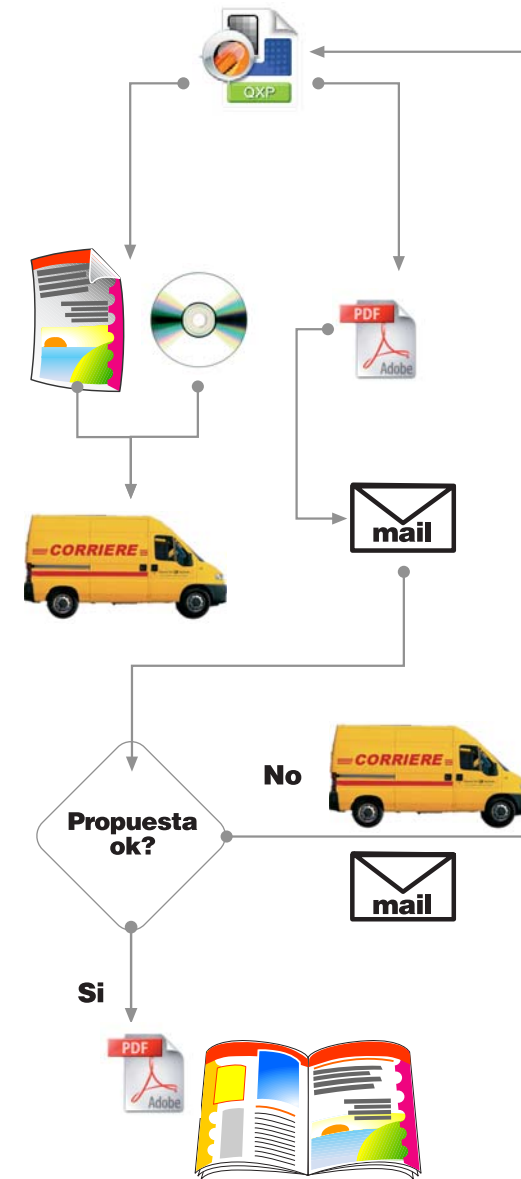 QXP
PDF
Adobe
CORRIERE
mail
CORRIERE
No
Propuesta
ok?
mail
Si
PDF
Adobe